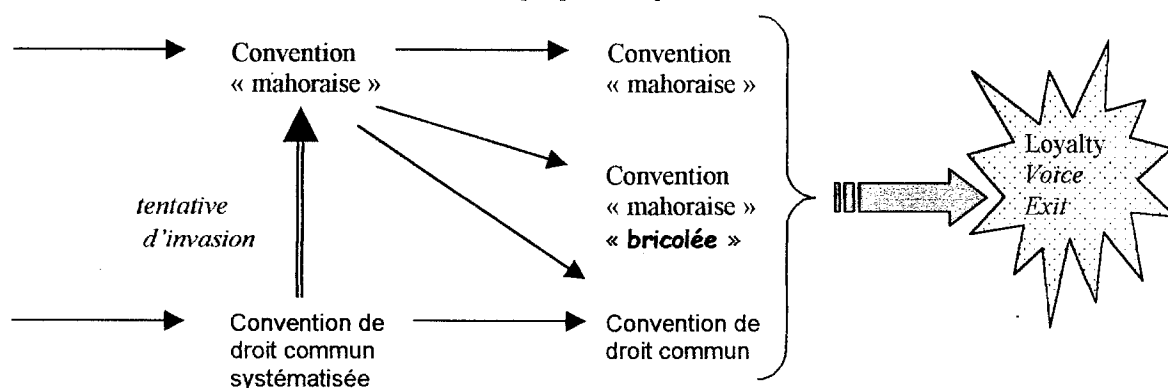 Convention
« mahoraise »
Convention
« mahoraise »
tentative
d'invasion
Convention
« mahoraise »
« bricolée »
Convention de
droit commun
systématisée
Convention de
droit commun
Loyalty
Voice
Exit